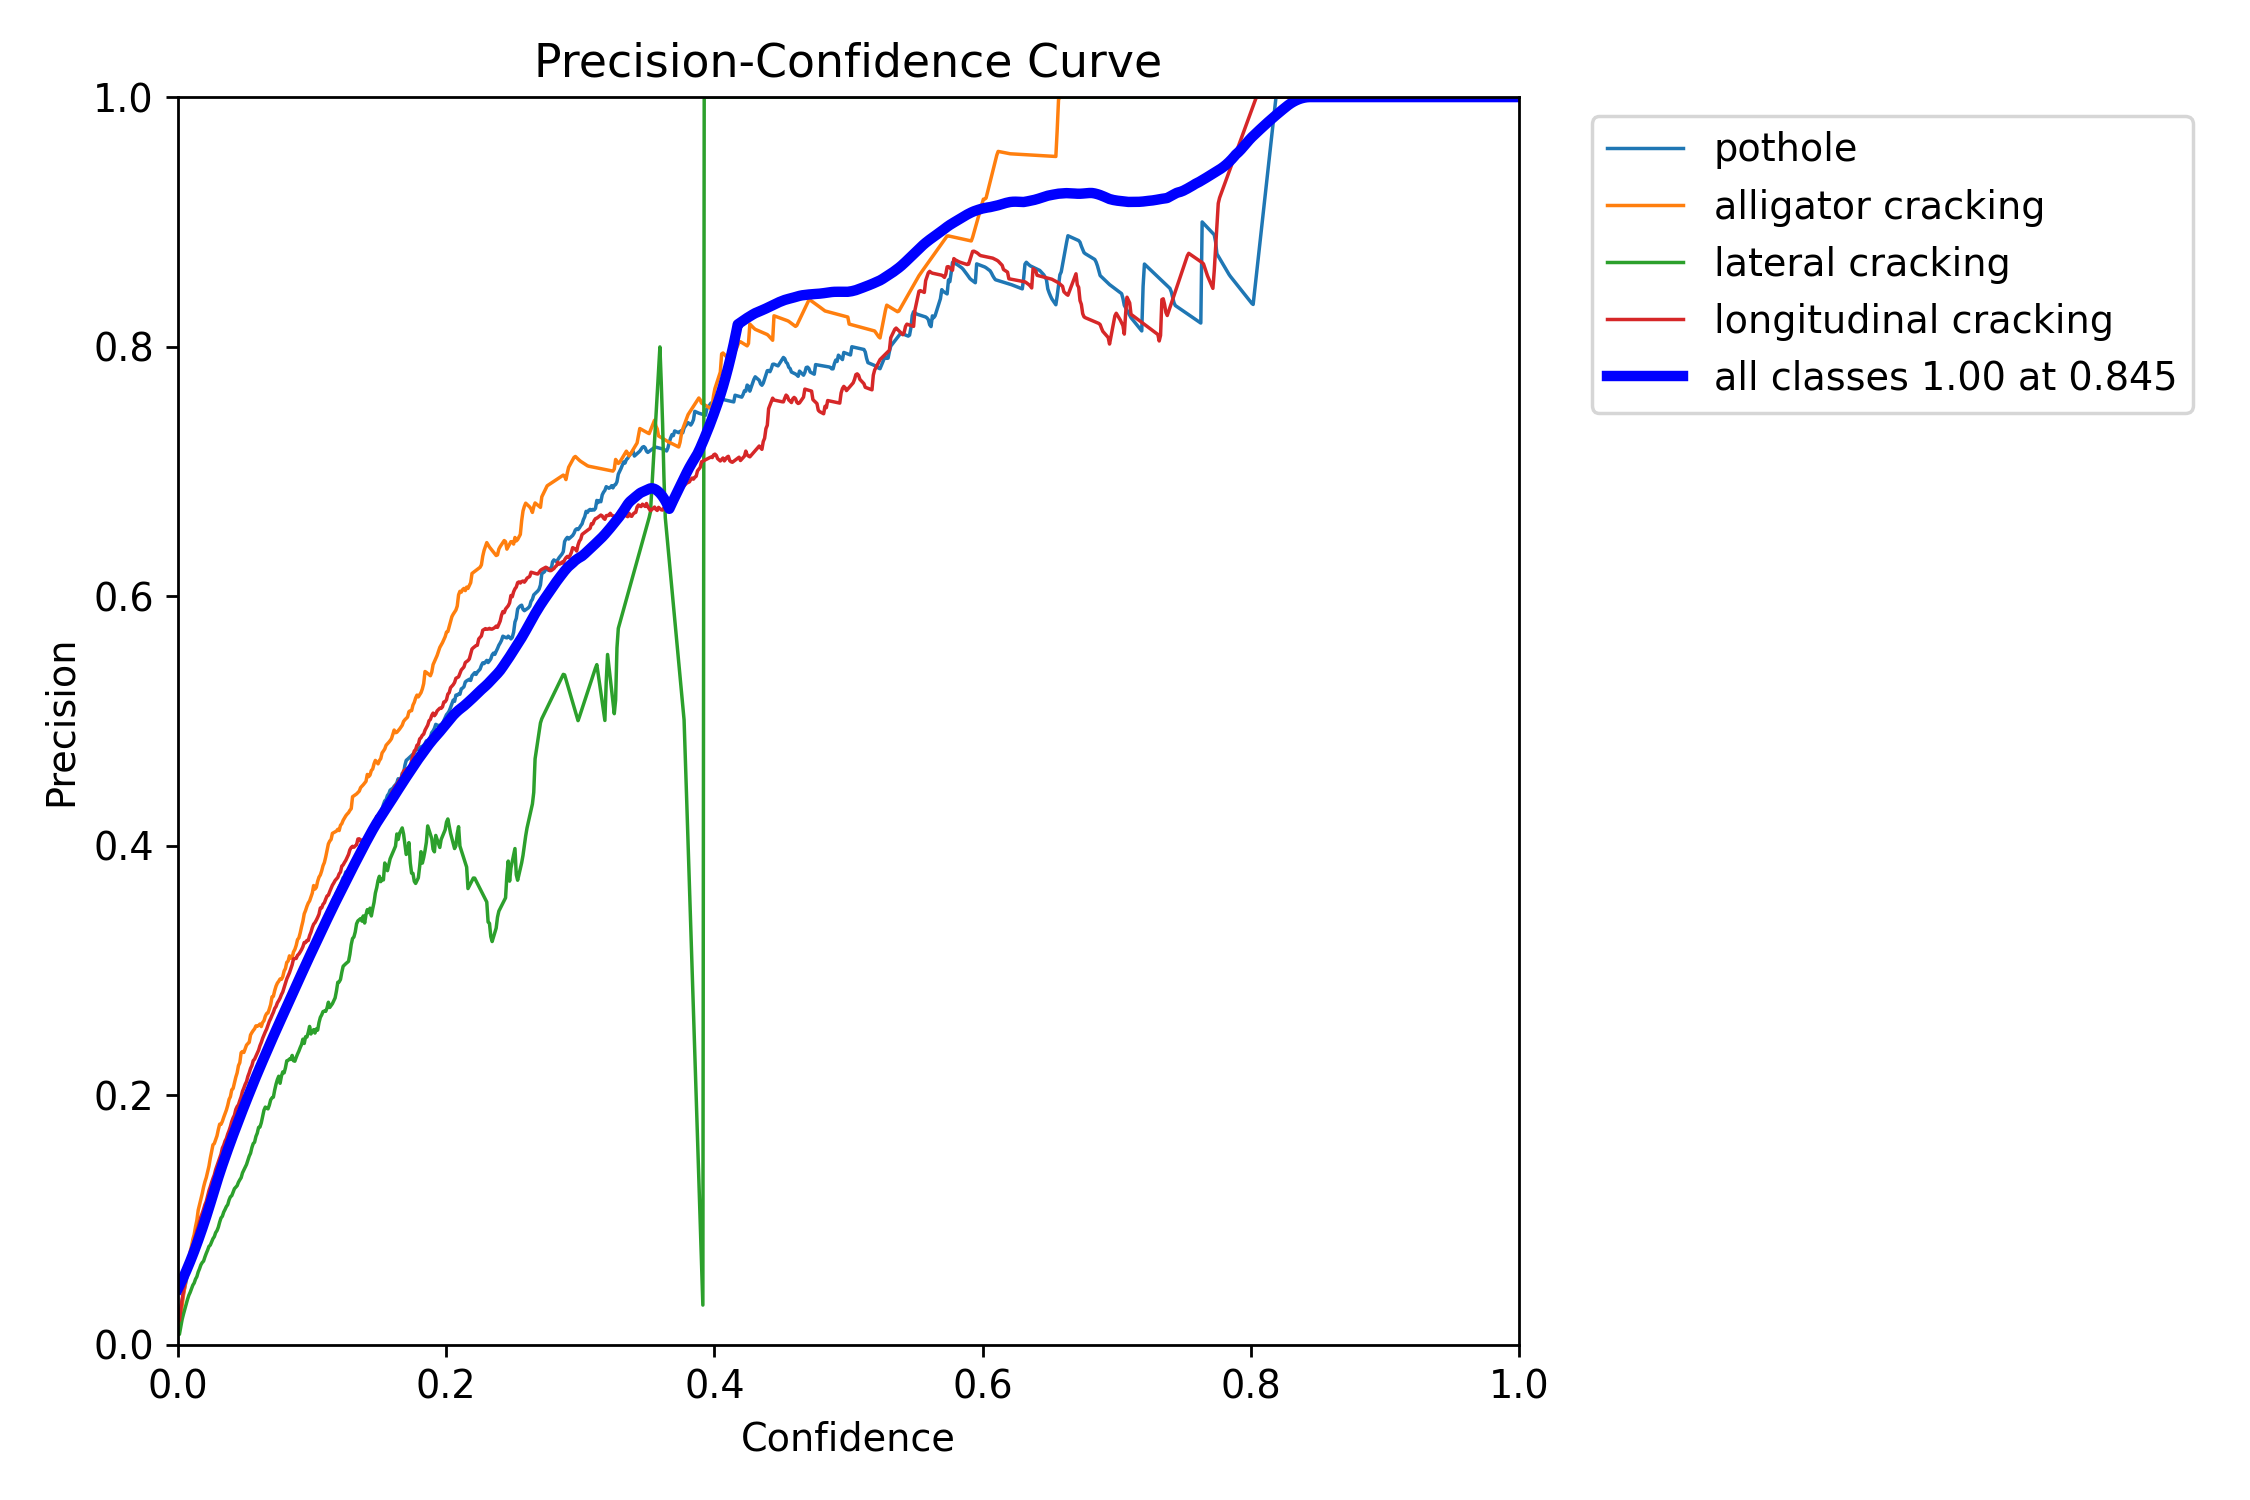 Precision-Confidence Curve
1.0
0.8
0.6
0.4
0.2
0.0
Precision
0.0 0.2 0.4 0.6 0.8 1.0
Confidence
pothole
alligator cracking
lateral cracking
longitudinal cracking
all classes 1.00 at 0.845